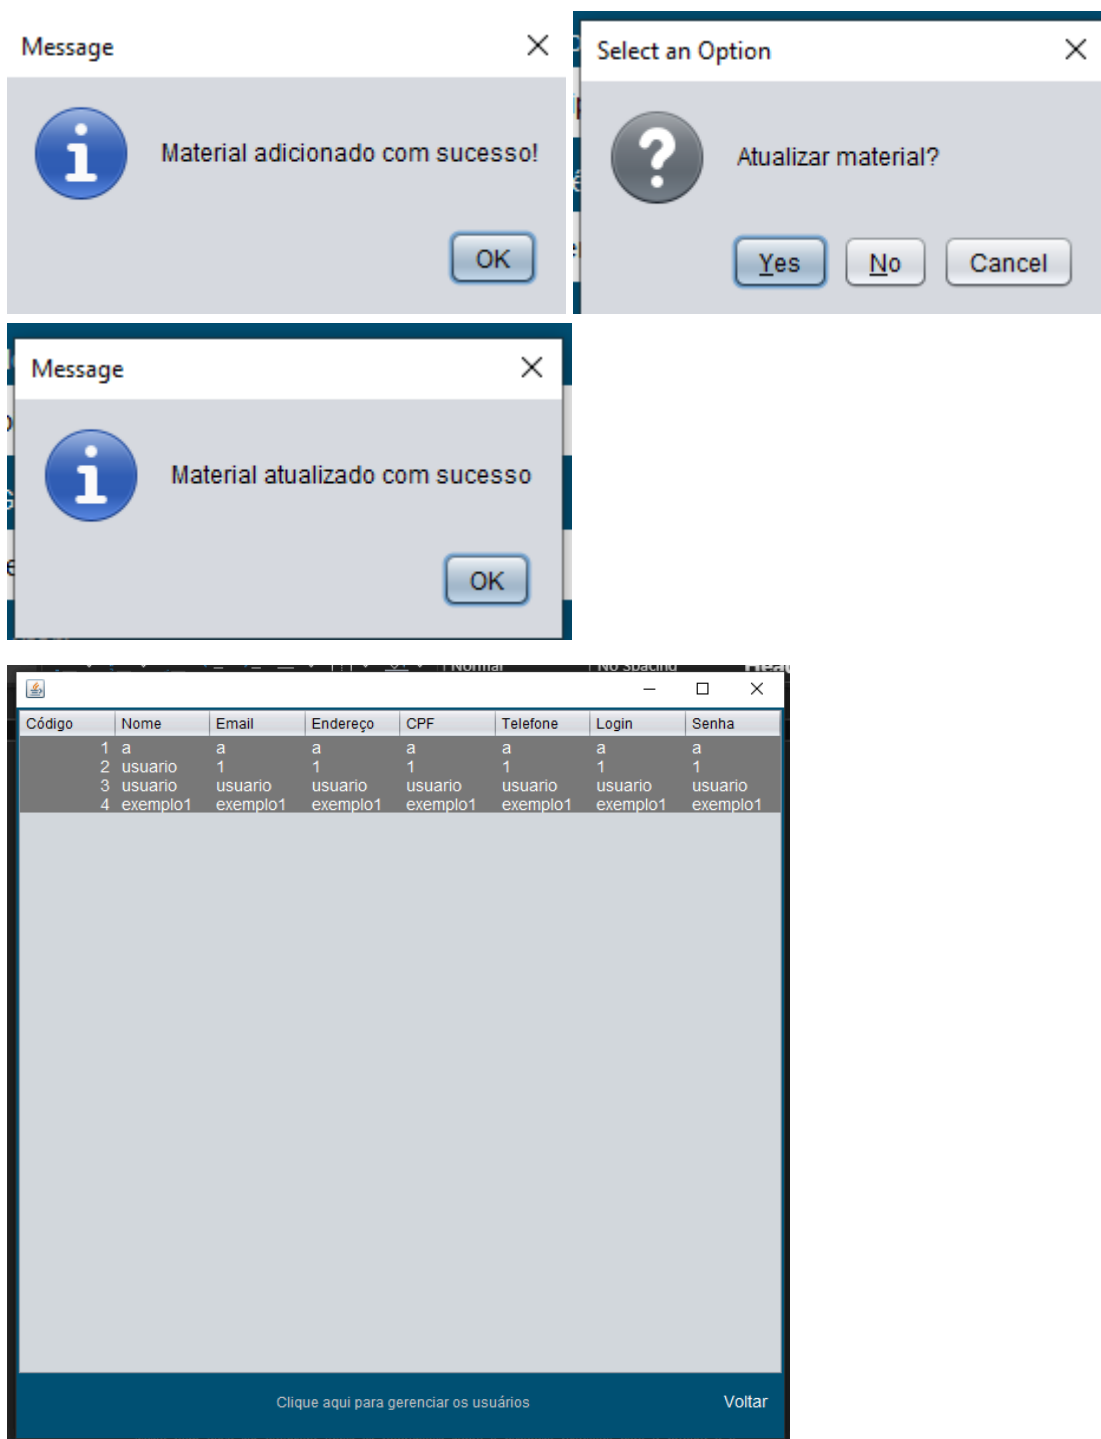 Message
Material adicionado com sucesso!
OK
Select an Option
Atualizar material?
Yes No Cancel
Message
Material atualizado com sucesso
OK
Normal No Spacing
Código Nome Email Endereço CPF Telefone Login Senha
1 a a a a a a a
2 usuario 1 1 1 1 1 1
3 usuario usuario usuario usuario usuario usuario usuario
4 exemplo1 exemplo1 exemplo1 exemplo1 exemplo1 exemplo1 exemplo1
Clique aqui para gerenciar os usuários Voltar